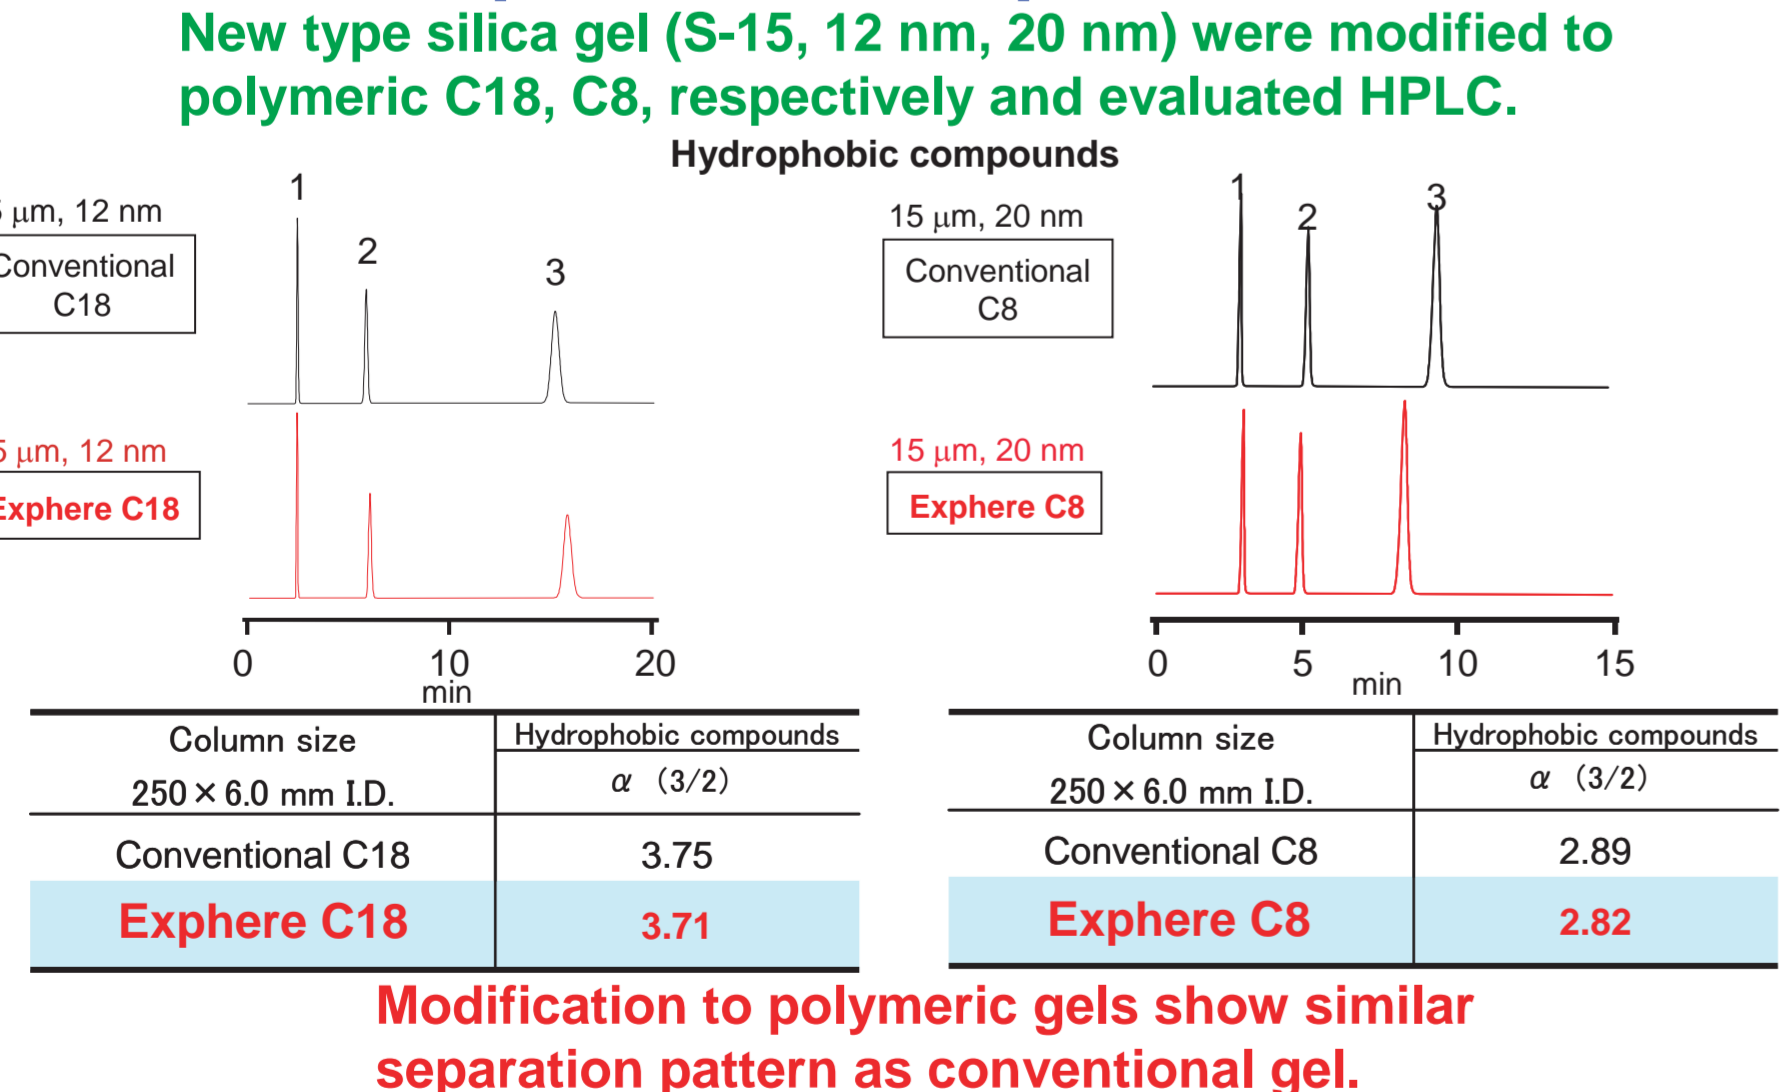 New type silica gel (S-15, 12 nm, 20 nm) were modified to
polymeric C18, C8, respectively and evaluated HPLC.
Hydrophobic compounds
μm, 12 nm
Conventional
C18
1
2
3
μm, 12 nm
Exphere C18
0
10
20
min
15 μm, 20 nm
Conventional
C8
1
2
3
15 μm, 20 nm
Exphere C8
0
5
10
15
min
Column size
250×6.0 mm I.D.
Hydrophobic compounds
α (3/2)
Conventional C18
3.75
Exphere C18
3.71
Column size
250×6.0 mm I.D.
Hydrophobic compounds
α (3/2)
Conventional C8
2.89
Exphere C8
2.82
Modification to polymeric gels show similar
separation pattern as conventional gel.